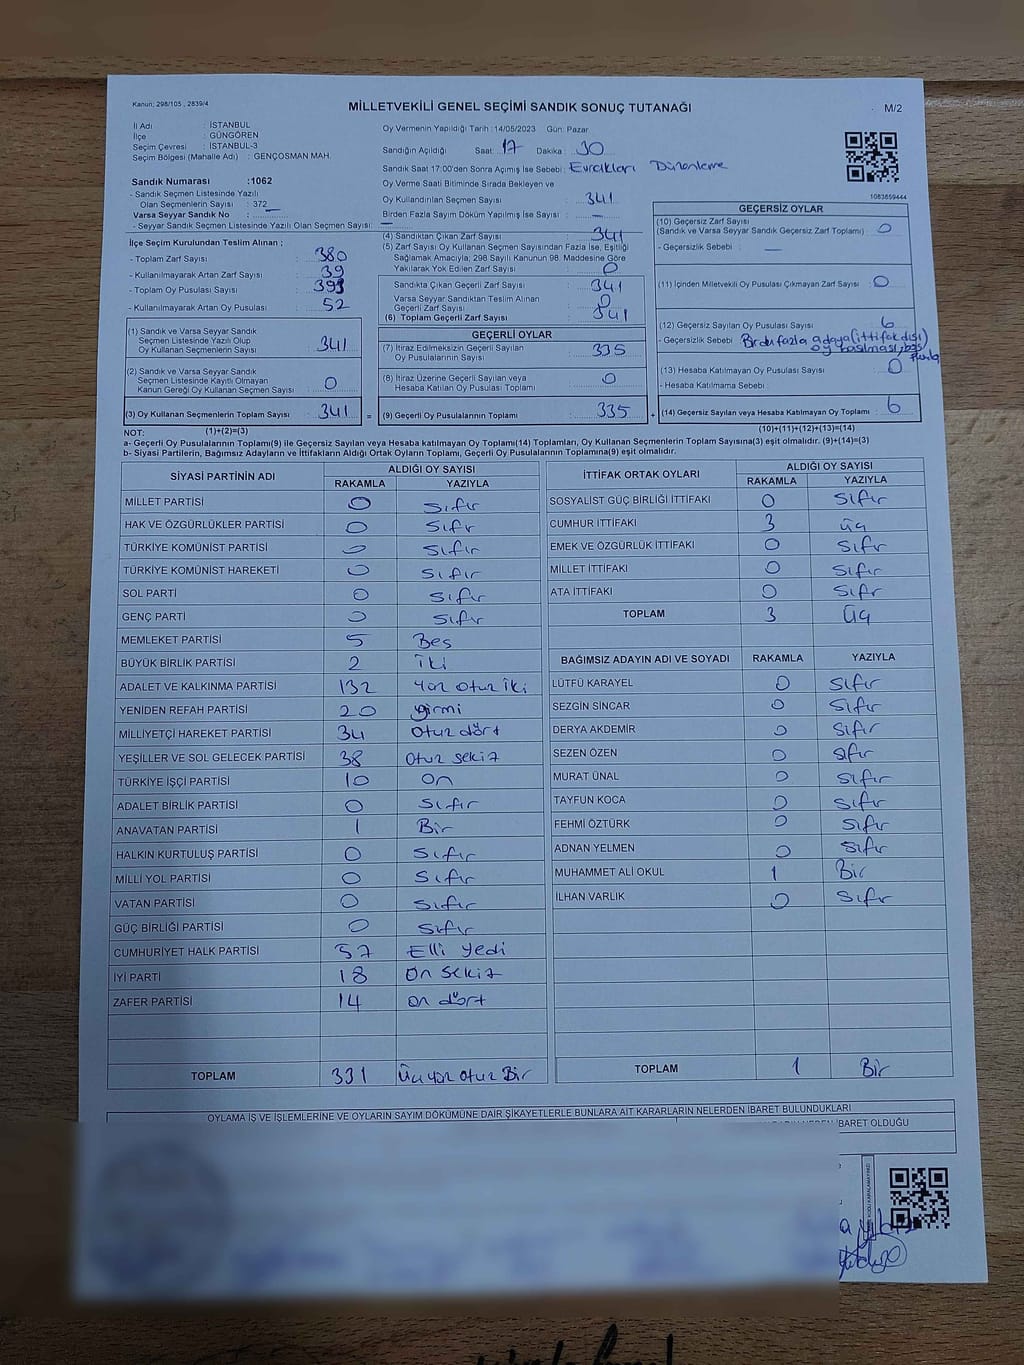 Kanun; 298/105 , 2839/4
MİLLETVEKİLİ GENEL SEÇİMİ SANDIK SONUÇ TUTANAĞI
M/2
İl Adı : İSTANBUL
İlçe : GÜNGÖREN
Seçim Çevresi : İSTANBUL-3
Seçim Bölgesi (Mahalle Adı) : GENÇOSMAN MAH.
Sandık Numarası :1062
- Sandık Seçmen Listesinde Yazılı
Olan Seçmenlerin Sayısı : 372
Varsa Seyyar Sandık No :
- Seyyar Sandık Seçmen Listesinde Yazılı Olan Seçmen Sayısı: —
İlçe Seçim Kurulundan Teslim Alınan ;
- Toplam Zarf Sayısı : 380
- Kullanılmayarak Artan Zarf Sayısı : 39
- Toplam Oy Pusulası Sayısı : 393
- Kullanılmayarak Artan Oy Pusulası : 52
Oy Vermenin Yapıldığı Tarih :14/05/2023 Gün: Pazar
Sandığın Açıldığı Saat: 17 Dakika : 30
Sandık Saat 17:00'den Sonra Açımış İse Sebebi : Evrakları Düzenleme
Oy Verme Saati Bitiminde Sırada Bekleyen ve
Oy Kullandırılan Seçmen Sayısı : 341
Birden Fazla Sayım Döküm Yapılmış İse Sayısı : —
(4) Sandıktan Çıkan Zarf Sayısı : 341
(5) Zarf Sayısı Oy Kullanan Seçmen Sayısından Fazla İse, Eşitliği
Sağlamak Amacıyla; 298 Sayılı Kanunun 98. Maddesine Göre
Yakılarak Yok Edilen Zarf Sayısı : 0
Sandıkta Çıkan Geçerli Zarf Sayısı : 341
Varsa Seyyar Sandıktan Teslim Alınan
Geçerli Zarf Sayısı : 0
(6) Toplam Geçerli Zarf Sayısı : 341
1083859444
GEÇERSİZ OYLAR
(10) Geçersiz Zarf Sayısı
(Sandık ve Varsa Seyyar Sandık Geçersiz Zarf Toplamı) : 0
- Geçersizlik Sebebi : —
(11) İçinden Milletvekili Oy Pusulası Çıkmayan Zarf Sayısı : 0
(12) Geçersiz Sayılan Oy Pusulası Sayısı : 6
- Geçersizlik Sebebi : Birden fazla adaya (ittifak dışı)
oy basılması, boş
(13) Hesaba Katılmayan Oy Pusulası Sayısı : 0
- Hesaba Katılmama Sebebi :
(14) Geçersiz Sayılan veya Hesaba Katılmayan Oy Toplamı : 6
(10)+(11)+(12)+(13)=(14)
(1) Sandık ve Varsa Seyyar Sandık
Seçmen Listesinde Yazılı Olup
Oy Kullanan Seçmenlerin Sayısı : 341
(2) Sandık ve Varsa Seyyar Sandık
Seçmen Listesinde Kayıtlı Olmayan
Kanun Gereği Oy Kullanan Seçmen Sayısı : 0
(3) Oy Kullanan Seçmenlerin Toplam Sayısı : 341 =
(1)+(2)=(3)
GEÇERLİ OYLAR
(7) İtiraz Edilmeksizin Geçerli Sayılan
Oy Pusulalarının Sayısı : 335
(8) İtiraz Üzerine Geçerli Sayılan veya
Hesaba Katılan Oy Pusulası Toplamı : 0
(9) Geçerli Oy Pusulalarının Toplamı : 335 +
NOT:
a- Geçerli Oy Pusulalarının Toplamı(9) ile Geçersiz Sayılan veya Hesaba katılmayan Oy Toplamı(14) Toplamları, Oy Kullanan Seçmenlerin Toplam Sayısına(3) eşit olmalıdır. (9)+(14)=(3)
b- Siyasi Partilerin, Bağımsız Adayların ve İttifakların Aldığı Ortak Oyların Toplamı, Geçerli Oy Pusulalarının Toplamına(9) eşit olmalıdır.
SİYASİ PARTİNİN ADI ALDIĞI OY SAYISI
RAKAMLA YAZIYLA
MİLLET PARTİSİ 0 Sıfır
HAK VE ÖZGÜRLÜKLER PARTİSİ 0 Sıfır
TÜRKİYE KOMÜNİST PARTİSİ 0 Sıfır
TÜRKİYE KOMÜNİST HAREKETİ 0 Sıfır
SOL PARTİ 0 Sıfır
GENÇ PARTİ 0 Sıfır
MEMLEKET PARTİSİ 5 Beş
BÜYÜK BİRLİK PARTİSİ 2 İki
ADALET VE KALKINMA PARTİSİ 132 Yüz otuz iki
YENİDEN REFAH PARTİSİ 20 yirmi
MİLLİYETÇİ HAREKET PARTİSİ 34 Otuz dört
YEŞİLLER VE SOL GELECEK PARTİSİ 38 Otuz sekiz
TÜRKİYE İŞÇİ PARTİSİ 10 On
ADALET BİRLİK PARTİSİ 0 Sıfır
ANAVATAN PARTİSİ 1 Bir
HALKIN KURTULUŞ PARTİSİ 0 Sıfır
MİLLİ YOL PARTİSİ 0 Sıfır
VATAN PARTİSİ 0 Sıfır
GÜÇ BİRLİĞİ PARTİSİ 0 Sıfır
CUMHURİYET HALK PARTİSİ 57 Elli yedi
İYİ PARTİ 18 On sekiz
ZAFER PARTİSİ 14 on dört
TOPLAM 331 Üç yüz otuz Bir
İTTİFAK ORTAK OYLARI ALDIĞI OY SAYISI
RAKAMLA YAZIYLA
SOSYALİST GÜÇ BİRLİĞİ İTTİFAKI 0 Sıfır
CUMHUR İTTİFAKI 3 üç
EMEK VE ÖZGÜRLÜK İTTİFAKI 0 Sıfır
MİLLET İTTİFAKI 0 Sıfır
ATA İTTİFAKI 0 Sıfır
TOPLAM 3 Üç
BAĞIMSIZ ADAYIN ADI VE SOYADI RAKAMLA YAZIYLA
LÜTFÜ KARAYEL 0 Sıfır
SEZGİN SİNCAR 0 Sıfır
DERYA AKDEMİR 0 Sıfır
SEZEN ÖZEN 0 Sıfır
MURAT ÜNAL 0 Sıfır
TAYFUN KOCA 0 Sıfır
FEHMİ ÖZTÜRK 0 Sıfır
ADNAN YELMEN 0 Sıfır
MUHAMMET ALİ OKUL 1 Bir
İLHAN VARLIK 0 Sıfır
TOPLAM 1 Bir
OYLAMA İŞ VE İŞLEMLERİNE VE OYLARIN SAYIM DÖKÜMÜNE DAİR ŞİKAYETLERLE BUNLARA AİT KARARLARIN NELERDEN İBARET BULUNDUKLARI
İBARET OLDUĞU